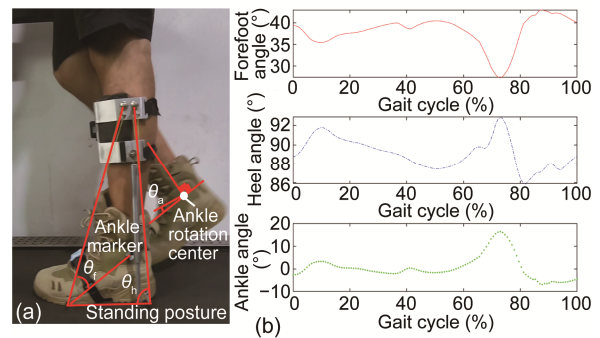 (a)
θa
Ankle
rotation
center
Ankle
marker
θf
θh
Standing posture
(b)
Forefoot
angle (°)
40
35
30
0 20 40 60 80 100
Gait cycle (%)
Heel angle (°)
92
90
88
86
0 20 40 60 80 100
Gait cycle (%)
Ankle angle
(°)
20
10
0
−10
0 20 40 60 80 100
Gait cycle (%)